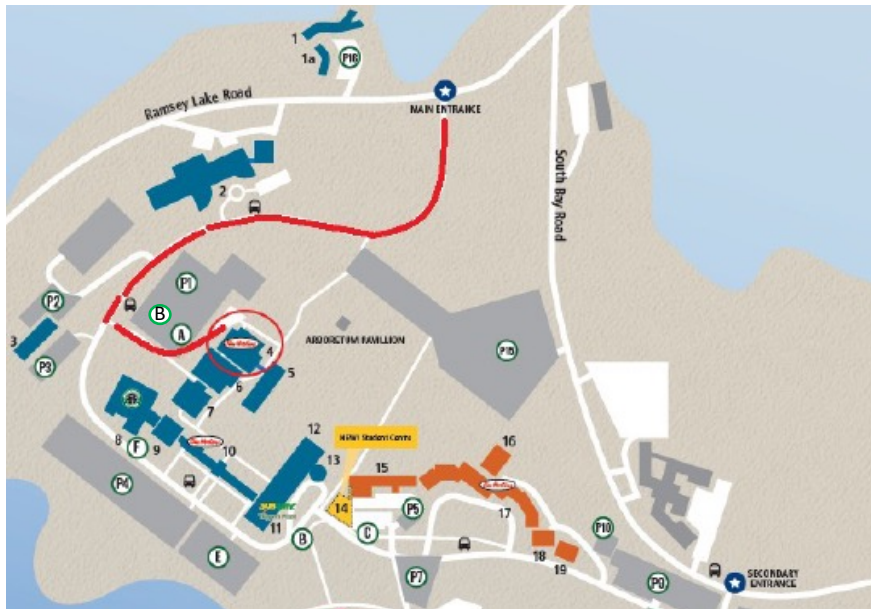 1
1a
P16
Ramsey Lake Road
MAIN ENTRANCE
South Bay Road
2
P1
P2
B
A
3
P3
4
5
6
7
ARBORETUM PAVILLION
P15
8
F
9
10
12
13
NEW! Student Centre
14
15
16
17
P4
SUBWAY
11
B
C
P5
18
19
P10
E
P7
P9
SECONDARY
ENTRANCE